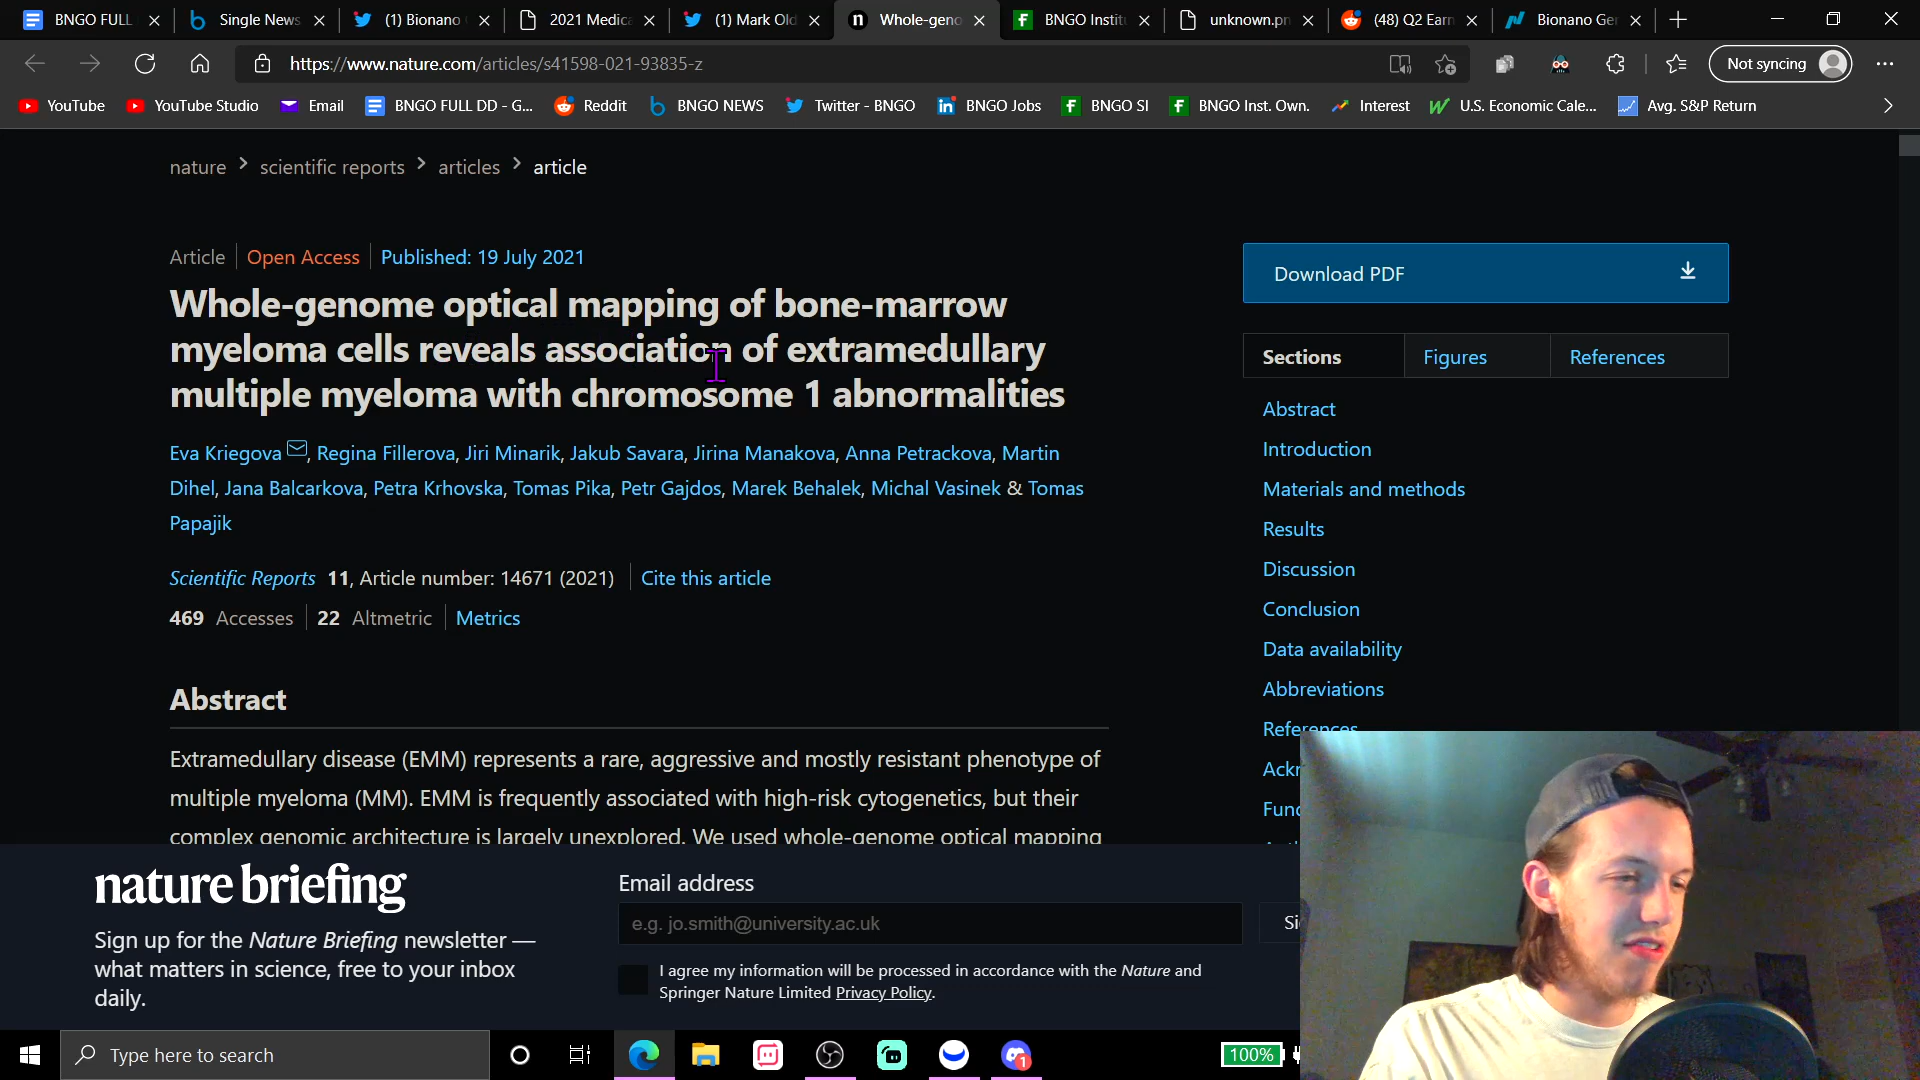 BNGO FULL
Single News
(1) Bionano
2021 Medica
(1) Mark Old
Whole-geno
BNGO Instit
unknown.pn
(48) Q2 Earn
Bionano Ge
https://www.nature.com/articles/s41598-021-93835-z
Not syncing
YouTube
YouTube Studio
Email
BNGO FULL DD - G...
Reddit
BNGO NEWS
Twitter - BNGO
BNGO Jobs
BNGO SI
BNGO Inst. Own.
Interest
U.S. Economic Cale...
Avg. S&P Return
nature > scientific reports > articles > article
Article | Open Access | Published: 19 July 2021
Whole-genome optical mapping of bone-marrow
myeloma cells reveals association of extramedullary
multiple myeloma with chromosome 1 abnormalities
Eva Kriegova, Regina Fillerova, Jiri Minarik, Jakub Savara, Jirina Manakova, Anna Petrackova, Martin
Dihel, Jana Balcarkova, Petra Krhovska, Tomas Pika, Petr Gajdos, Marek Behalek, Michal Vasinek & Tomas
Papajik
Scientific Reports 11, Article number: 14671 (2021) | Cite this article
469 Accesses | 22 Altmetric | Metrics
Abstract
Extramedullary disease (EMM) represents a rare, aggressive and mostly resistant phenotype of
multiple myeloma (MM). EMM is frequently associated with high-risk cytogenetics, but their
complex genomic architecture is largely unexplored. We used whole-genome optical mapping
Download PDF
Sections
Figures
References
Abstract
Introduction
Materials and methods
Results
Discussion
Conclusion
Data availability
Abbreviations
References
Ackr
Fund
nature briefing
Sign up for the Nature Briefing newsletter —
what matters in science, free to your inbox
daily.
Email address
e.g. jo.smith@university.ac.uk
I agree my information will be processed in accordance with the Nature and
Springer Nature Limited Privacy Policy.
Type here to search
1
100%